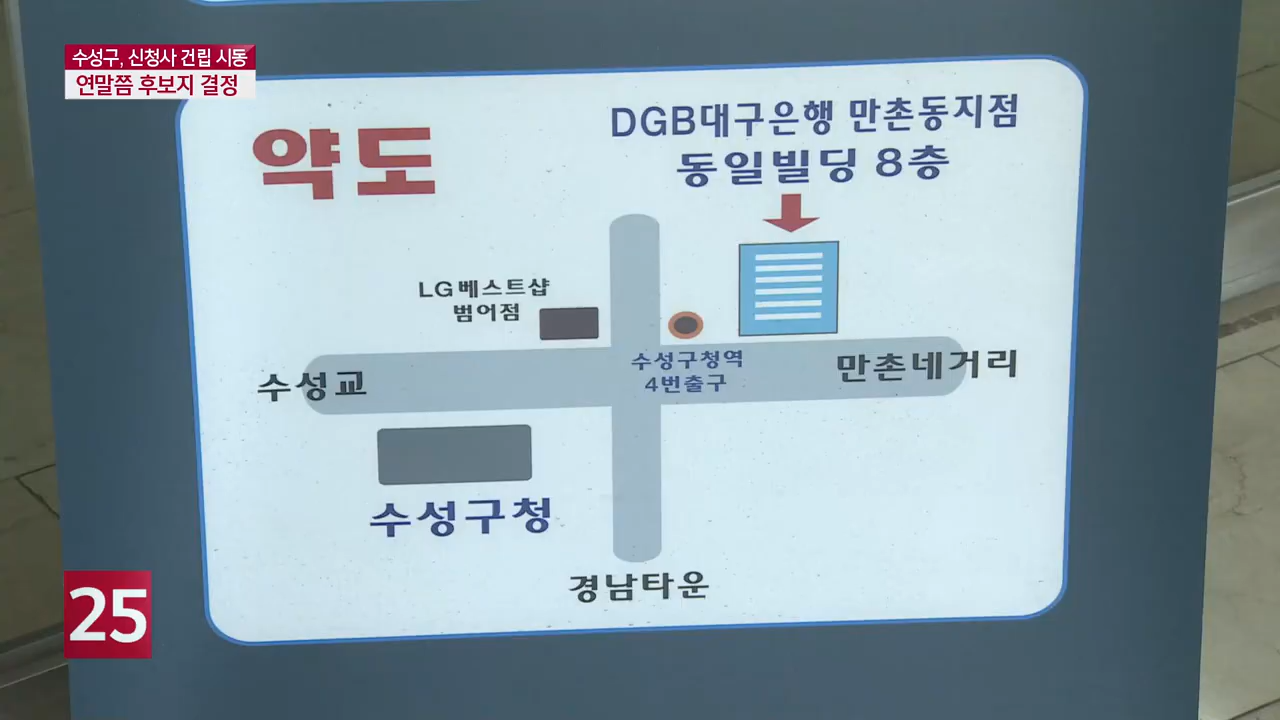 수성구, 신청사 건립 시동
연말쯤 후보지 결정
약도
DGB대구은행 만촌동지점
동일빌딩 8층
LG베스트샵
범어점
수성구청역
4번출구
수성교
만촌네거리
수성구청
경남타운
25